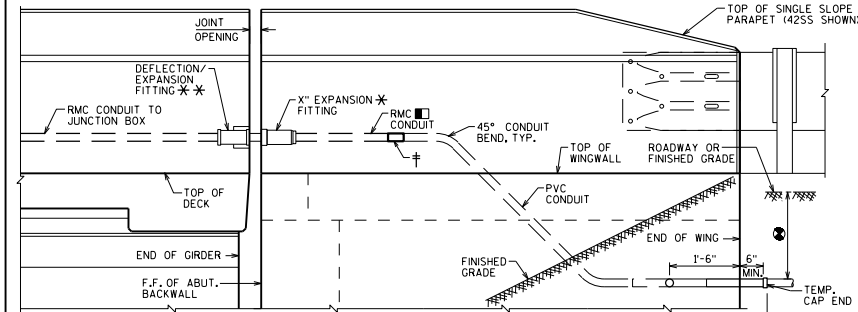 JOINT
OPENING
TOP OF SINGLE SLOPE
PARAPET (42SS SHOWN)
DEFLECTION/
EXPANSION
FITTING **
X" EXPANSION *
FITTING
RMC CONDUIT TO
JUNCTION BOX
RMC
CONDUIT
45° CONDUIT
BEND, TYP.
TOP OF
WINGWALL
ROADWAY OR
FINISHED GRADE
‡
TOP OF
DECK
PVC
CONDUIT
END OF GIRDER
END OF WING
FINISHED
GRADE
1'-6"
6"
MIN.
F.F. OF ABUT.
BACKWALL
TEMP.
CAP END